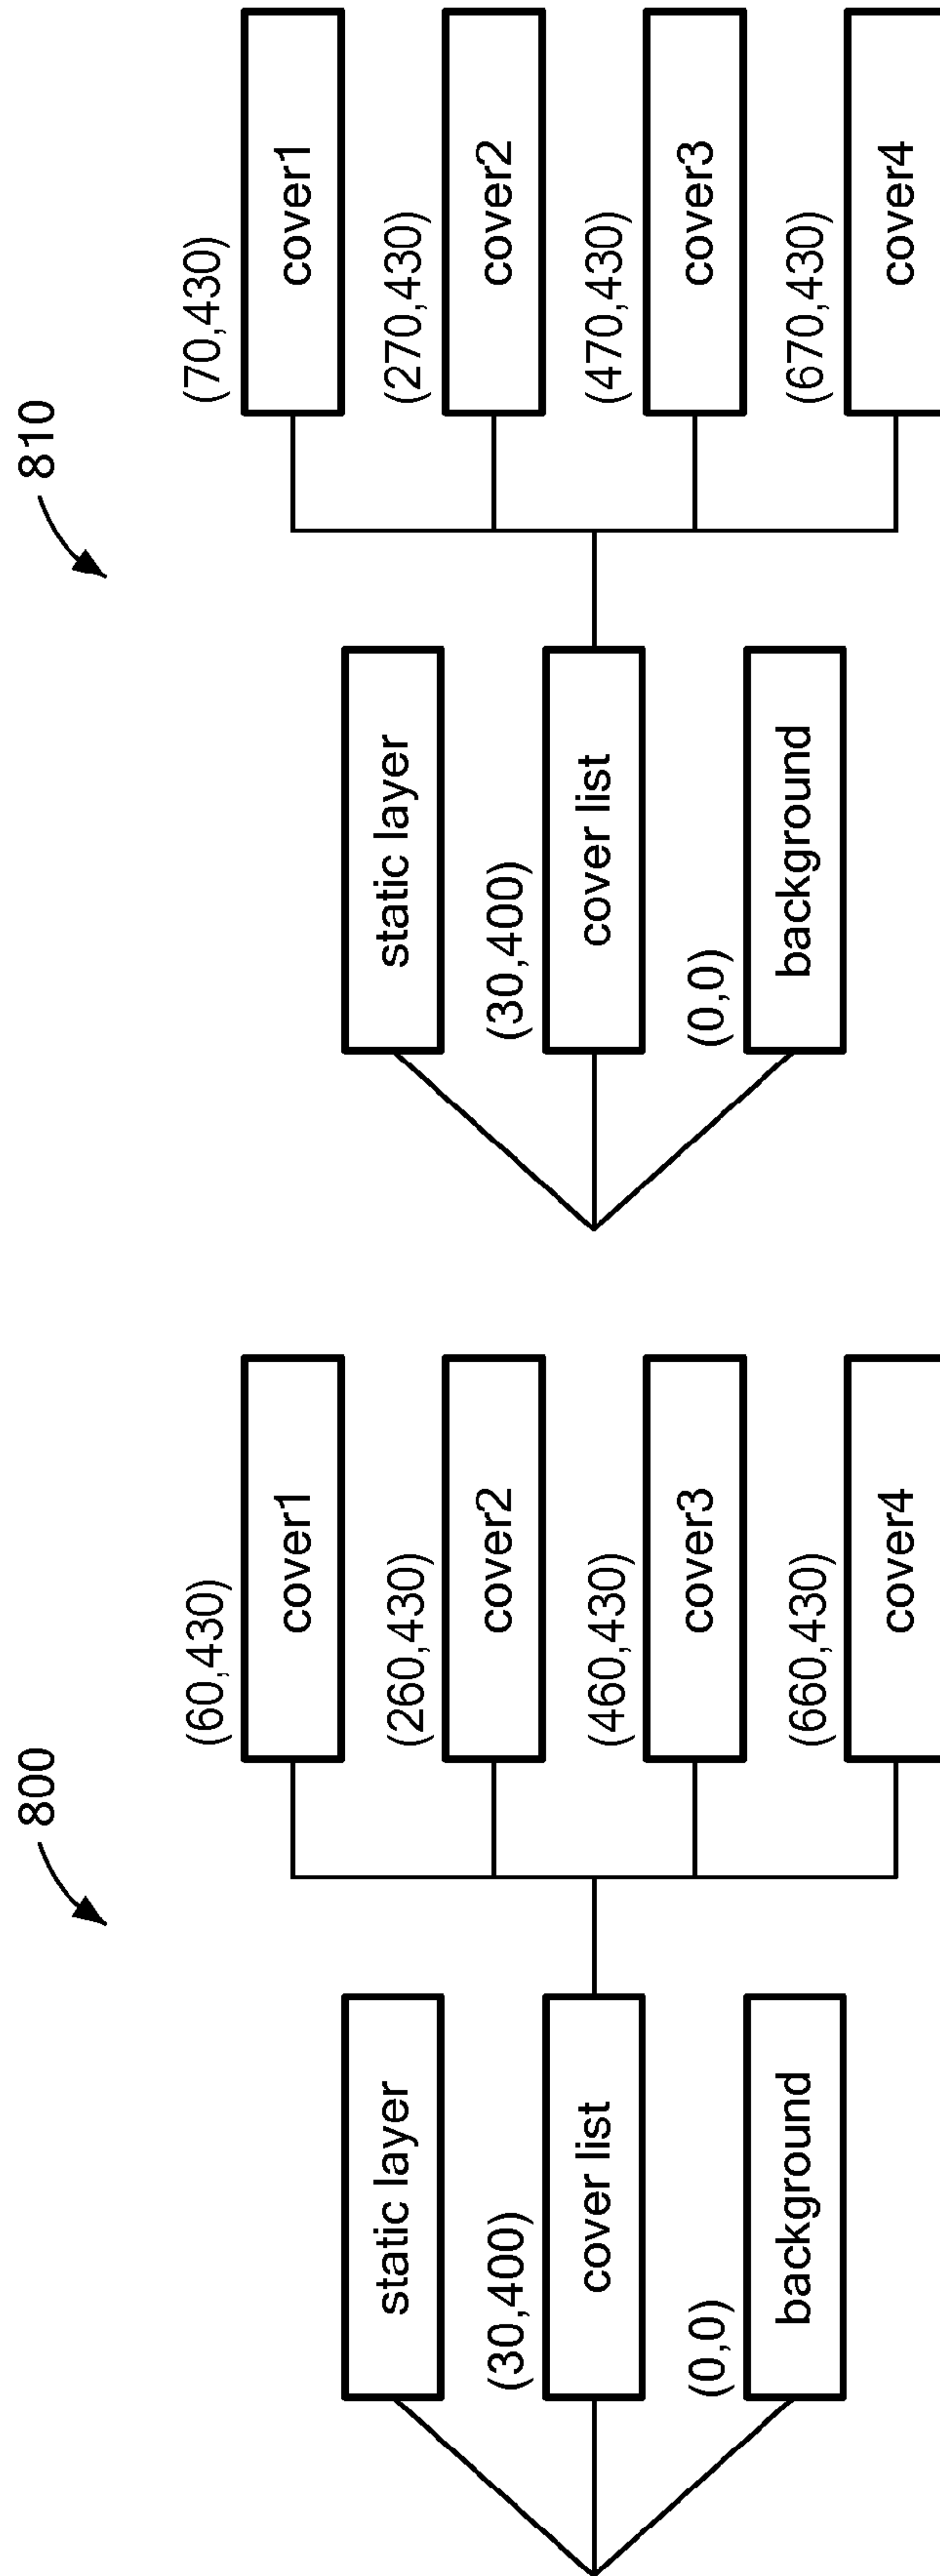 800
static layer
(30,400)
cover list
(0,0)
background
(60,430)
cover1
(260,430)
cover2
(460,430)
cover3
(660,430)
cover4
810
static layer
(30,400)
cover list
(0,0)
background
(70,430)
cover1
(270,430)
cover2
(470,430)
cover3
(670,430)
cover4